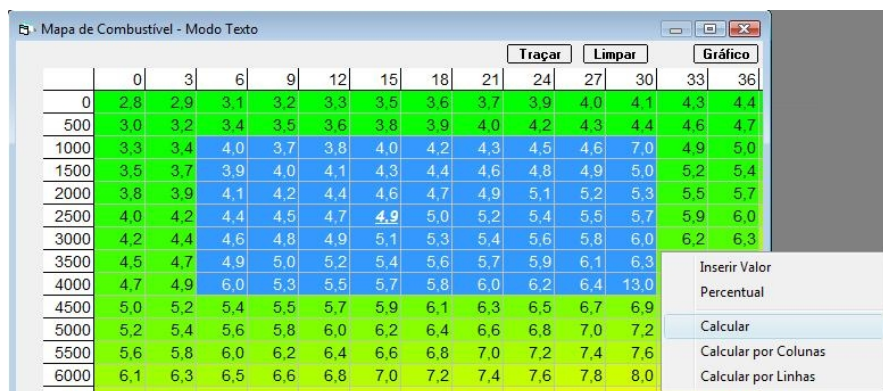 Mapa de Combustível - Modo Texto
Traçar Limpar Gráfico
0 3 6 9 12 15 18 21 24 27 30 33 36
0 2,8 2,9 3,1 3,2 3,3 3,5 3,6 3,7 3,9 4,0 4,1 4,3 4,4
500 3,0 3,2 3,4 3,5 3,6 3,8 3,9 4,0 4,2 4,3 4,4 4,6 4,7
1000 3,3 3,4 4,0 3,7 3,8 4,0 4,2 4,3 4,5 4,6 7,0 4,9 5,0
1500 3,5 3,7 3,9 4,0 4,1 4,3 4,4 4,6 4,8 4,9 5,0 5,2 5,4
2000 3,8 3,9 4,1 4,2 4,4 4,6 4,7 4,9 5,1 5,2 5,3 5,5 5,7
2500 4,0 4,2 4,4 4,5 4,7 4,9 5,0 5,2 5,4 5,5 5,7 5,9 6,0
3000 4,2 4,4 4,6 4,8 4,9 5,1 5,3 5,4 5,6 5,8 6,0 6,2 6,3
3500 4,5 4,7 4,9 5,0 5,2 5,4 5,6 5,7 5,9 6,1 6,3
4000 4,7 4,9 6,0 5,3 5,5 5,7 5,8 6,0 6,2 6,4 13,0
4500 5,0 5,2 5,4 5,5 5,7 5,9 6,1 6,3 6,5 6,7 6,9
5000 5,2 5,4 5,6 5,8 6,0 6,2 6,4 6,6 6,8 7,0 7,2
5500 5,6 5,8 6,0 6,2 6,4 6,6 6,8 7,0 7,2 7,4 7,6
6000 6,1 6,3 6,5 6,6 6,8 7,0 7,2 7,4 7,6 7,8 8,0
Inserir Valor
Percentual
Calcular
Calcular por Colunas
Calcular por Linhas